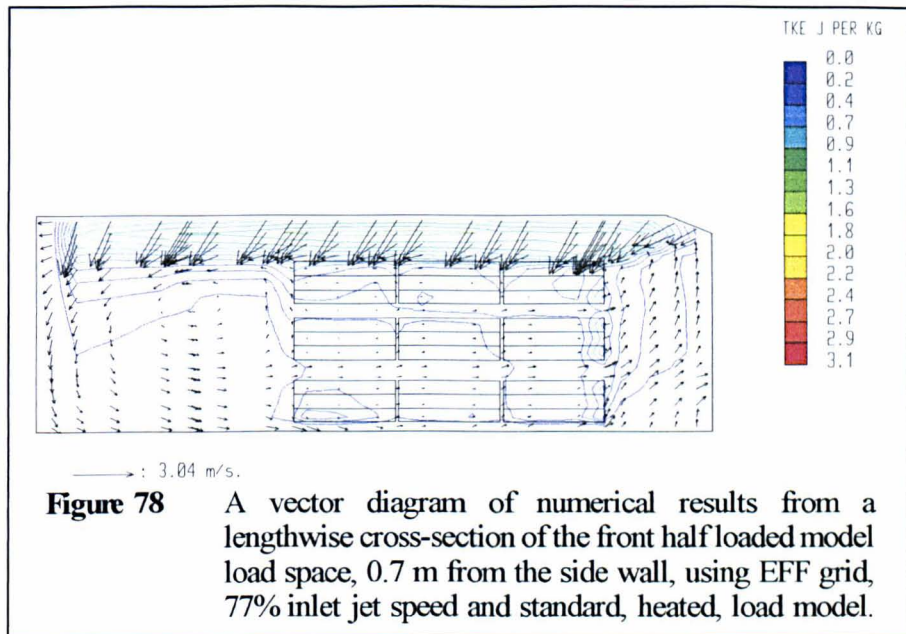 TKE J PER KG
0.0
0.2
0.4
0.7
0.9
1.1
1.3
1.6
1.8
2.0
2.2
2.4
2.7
2.9
3.1
: 3.04 m/s.
Figure 78 A vector diagram of numerical results from a
lengthwise cross-section of the front half loaded model
load space, 0.7 m from the side wall, using EFF grid,
77% inlet jet speed and standard, heated, load model.